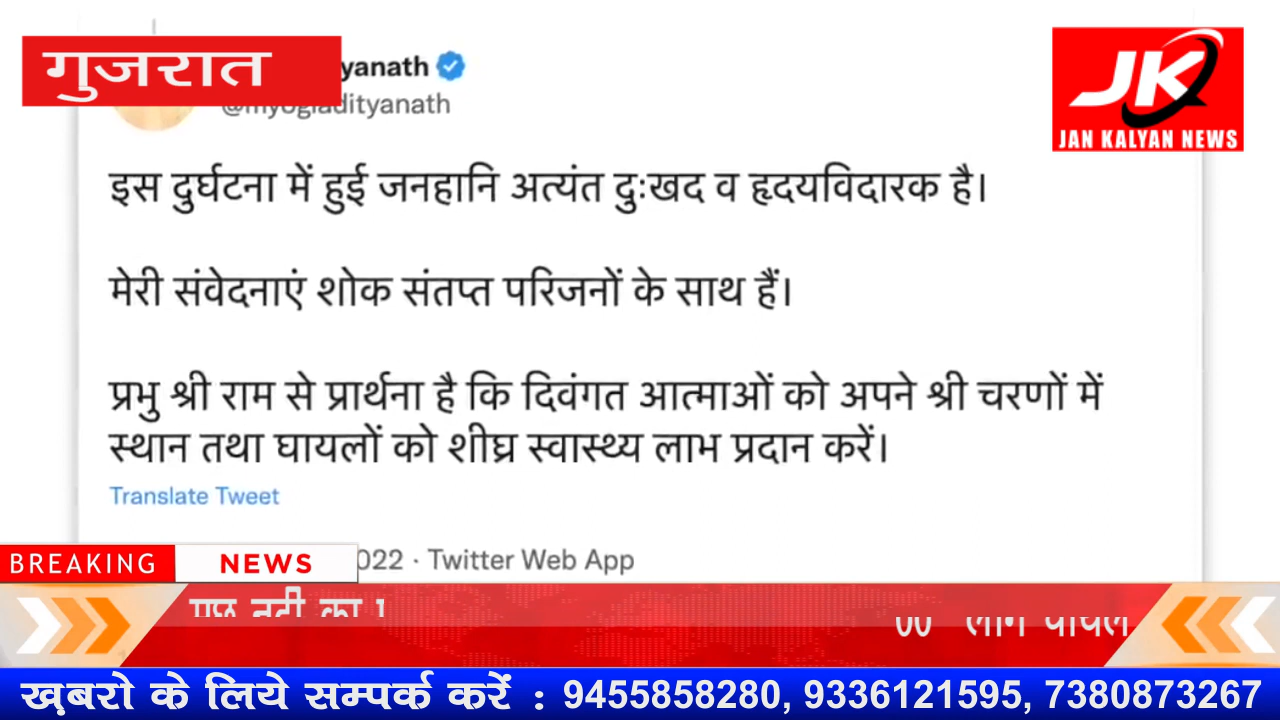 गुजरात
yanath
@myogiadityanath
JK
JAN KALYAN NEWS
इस दुर्घटना में हुई जनहानि अत्यंत दुःखद व हृदयविदारक है।
मेरी संवेदनाएं शोक संतप्त परिजनों के साथ हैं।
प्रभु श्री राम से प्रार्थना है कि दिवंगत आत्माओं को अपने श्री चरणों में
स्थान तथा घायलों को शीघ्र स्वास्थ्य लाभ प्रदान करें।
Translate Tweet
022 · Twitter Web App
BREAKING NEWS
लोग घायल
ख़बरो के लिये सम्पर्क करें : 9455858280, 9336121595, 7380873267